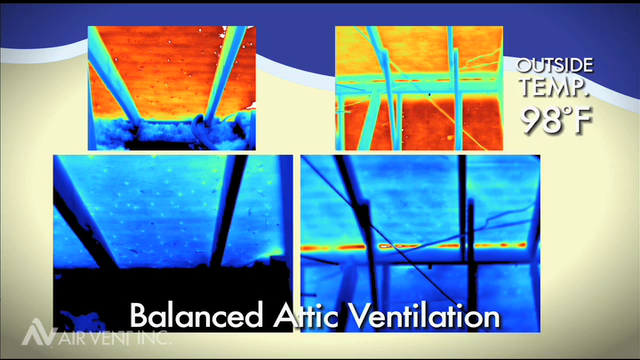 OUTSIDE
TEMP.
98°F
Balanced Attic Ventilation
AIR VENT INC.